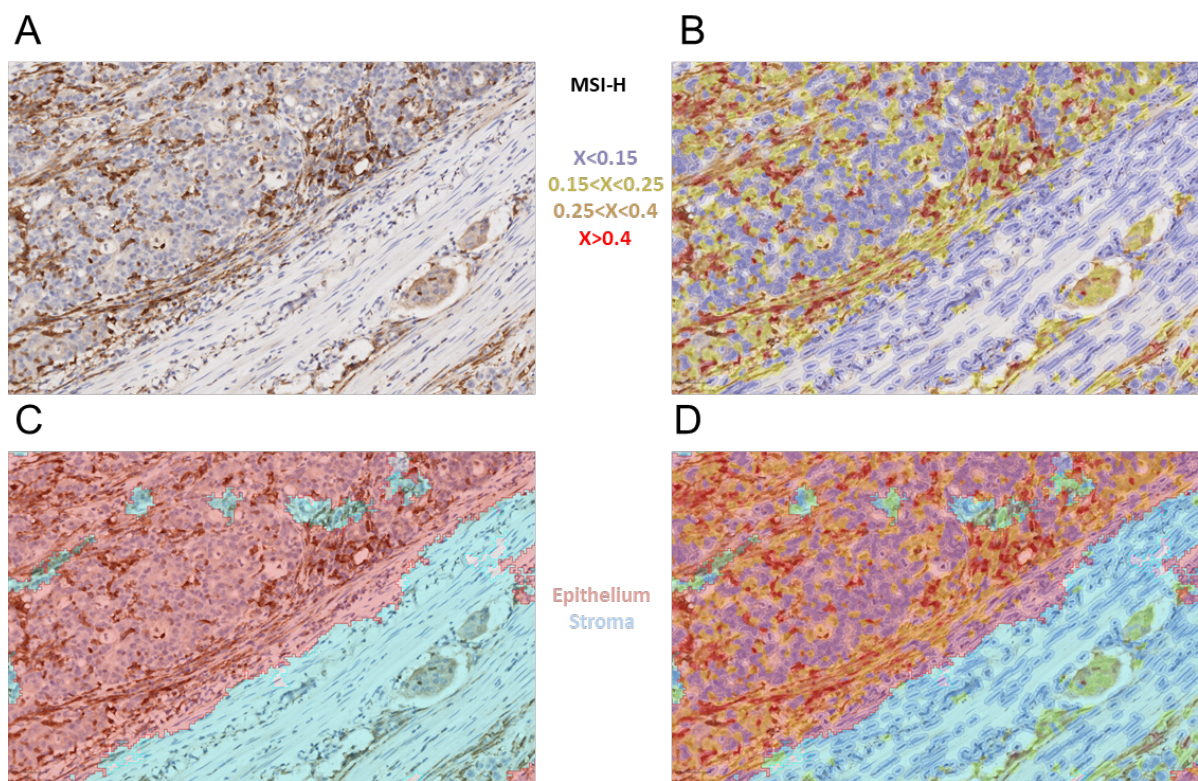 A
B
MSI-H
X<0.15
0.15<X<0.25
0.25<X<0.4
X>0.4
C
D
Epithelium
Stroma